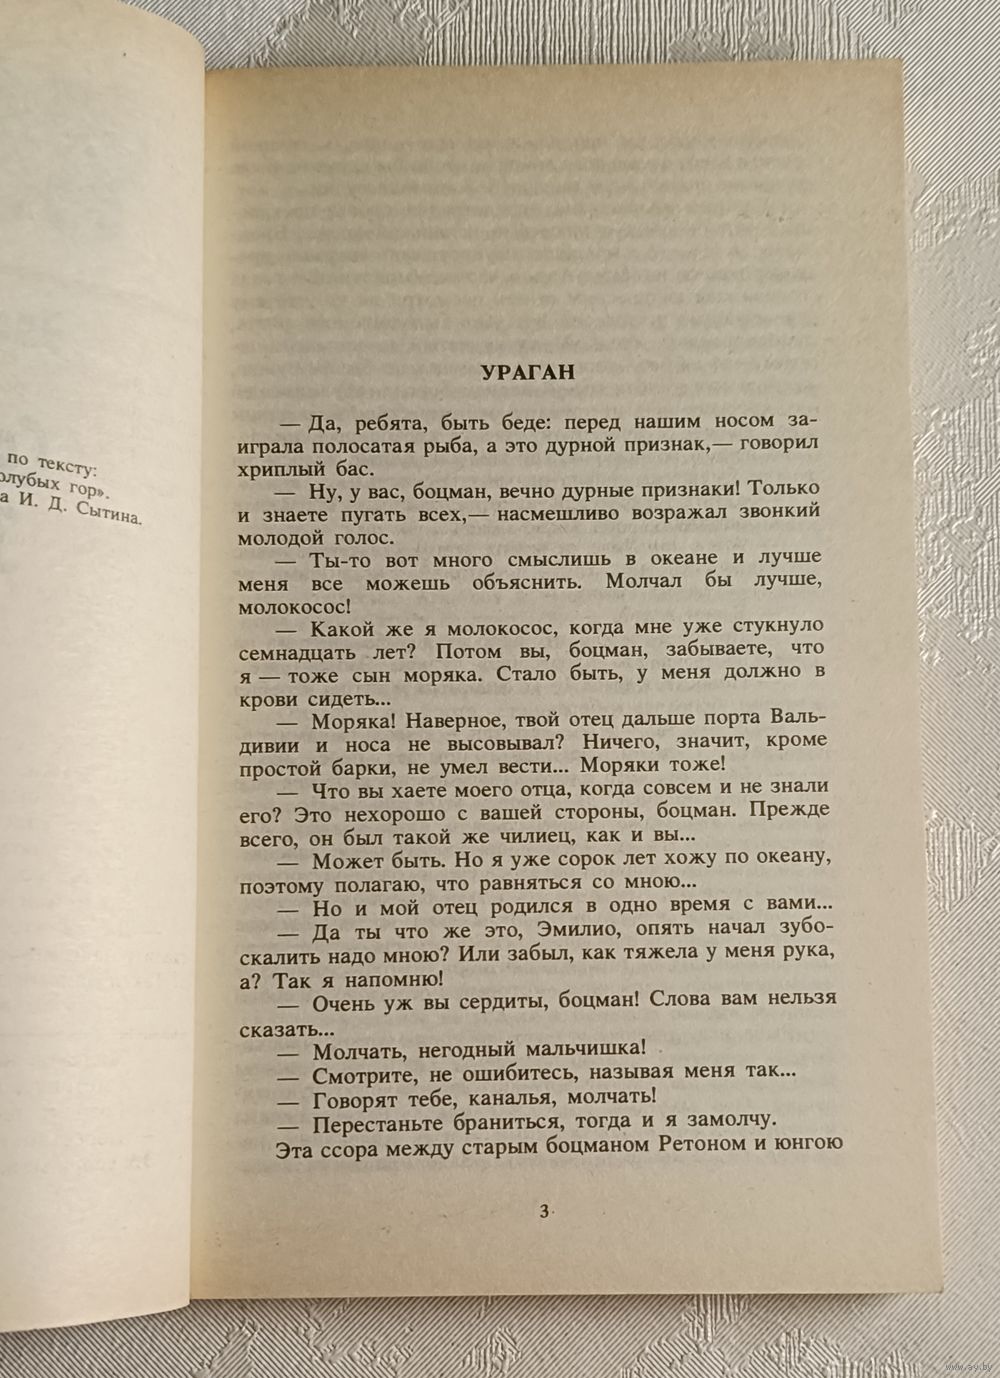 по тексту:
олубых гор».
а И. Д. Сытина.
УРАГАН
— Да, ребята, быть беде: перед нашим носом за-
играла полосатая рыба, а это дурной признак,— говорил
хриплый бас.
— Ну, у вас, боцман, вечно дурные признаки! Только
и знаете пугать всех,— насмешливо возражал звонкий
молодой голос.
— Ты-то вот много смыслишь в океане и лучше
меня все можешь объяснить. Молчал бы лучше,
молокосос!
— Какой же я молокосос, когда мне уже стукнуло
семнадцать лет? Потом вы, боцман, забываете, что
я — тоже сын моряка. Стало быть, у меня должно в
крови сидеть...
— Моряка! Наверное, твой отец дальше порта Валь-
дивии и носа не высовывал? Ничего, значит, кроме
простой барки, не умел вести... Моряки тоже!
— Что вы хаете моего отца, когда совсем и не знали
его? Это нехорошо с вашей стороны, боцман. Прежде
всего, он был такой же чилиец, как и вы...
— Может быть. Но я уже сорок лет хожу по океану,
поэтому полагаю, что равняться со мною...
— Но и мой отец родился в одно время с вами...
— Да ты что же это, Эмилио, опять начал зубо-
скалить надо мною? Или забыл, как тяжела у меня рука,
а? Так я напомню!
— Очень уж вы сердиты, боцман! Слова вам нельзя
сказать...
— Молчать, негодный мальчишка!
— Смотрите, не ошибитесь, называя меня так...
— Говорят тебе, каналья, молчать!
— Перестаньте браниться, тогда и я замолчу.
Эта ссора между старым боцманом Ретоном и юнгою
3
www.ay.by